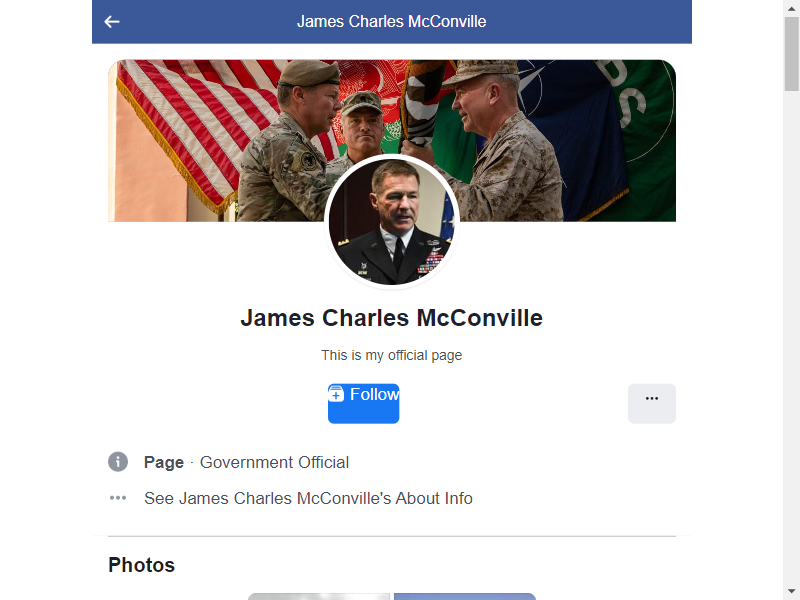 James Charles McConville
James Charles McConville
This is my official page
Follow
...
Page · Government Official
See James Charles McConville's About Info
Photos